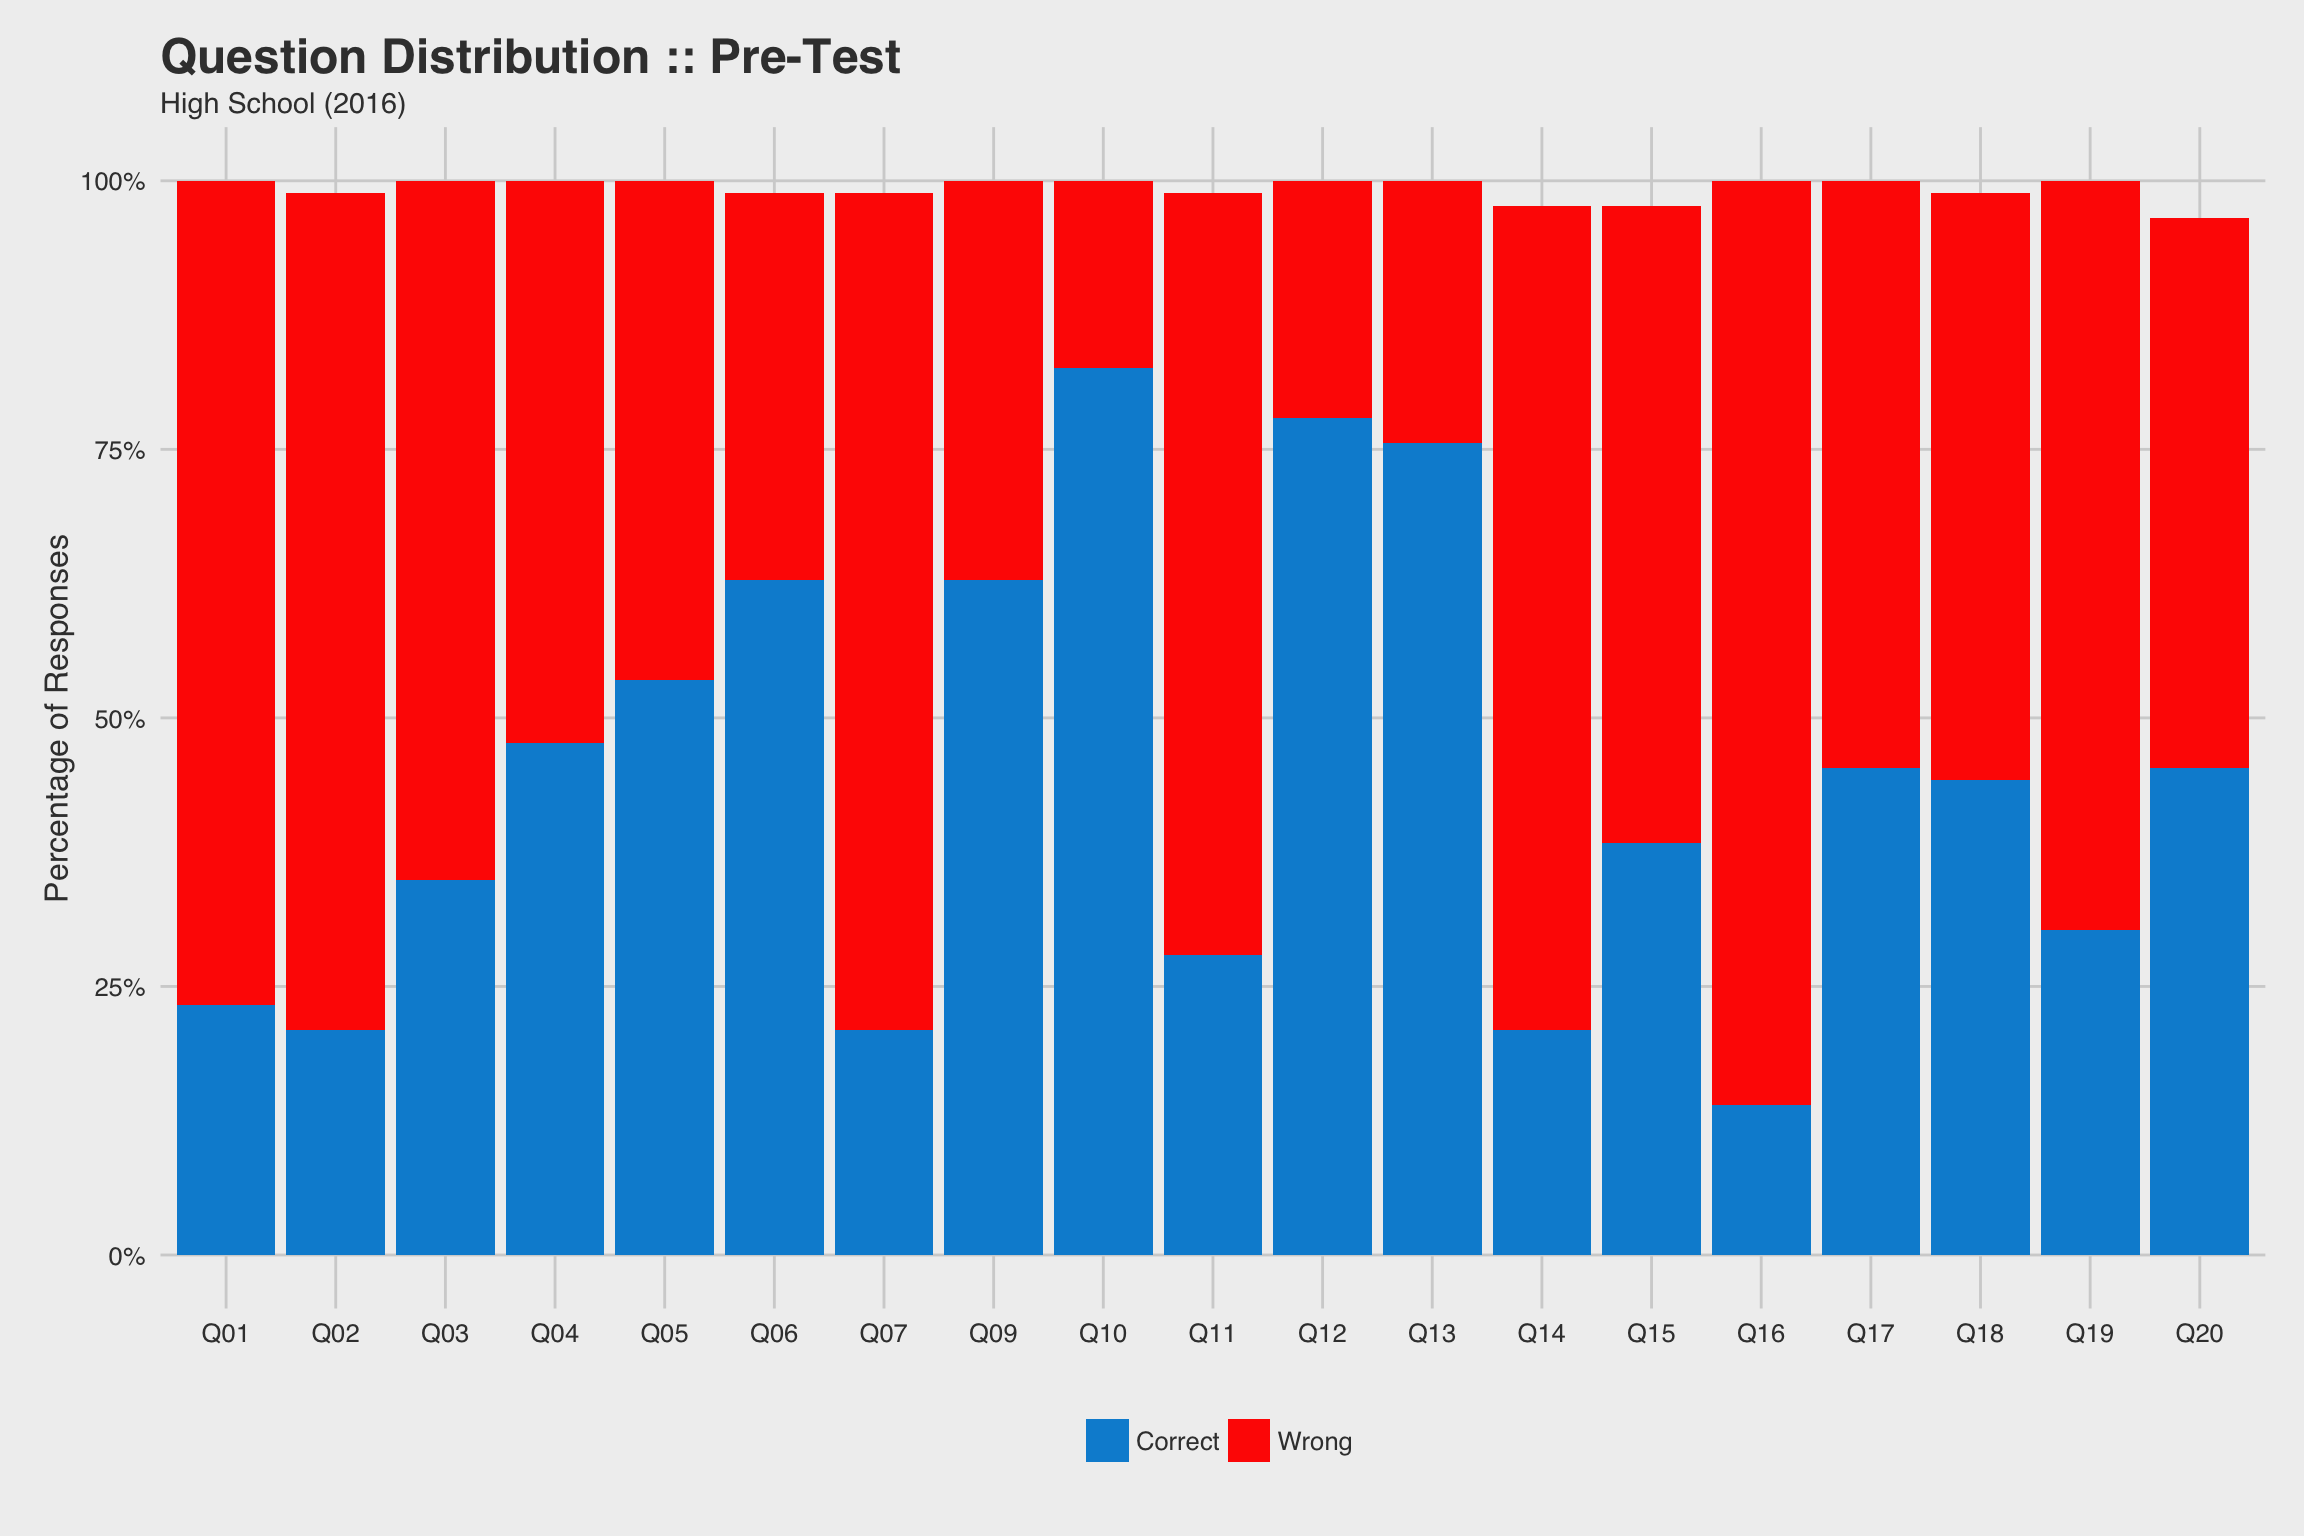 Question Distribution :: Pre-Test
High School (2016)
100%
75%
50%
25%
0%
Percentage of Responses
Q01 Q02 Q03 Q04 Q05 Q06 Q07 Q09 Q10 Q11 Q12 Q13 Q14 Q15 Q16 Q17 Q18 Q19 Q20
Correct Wrong